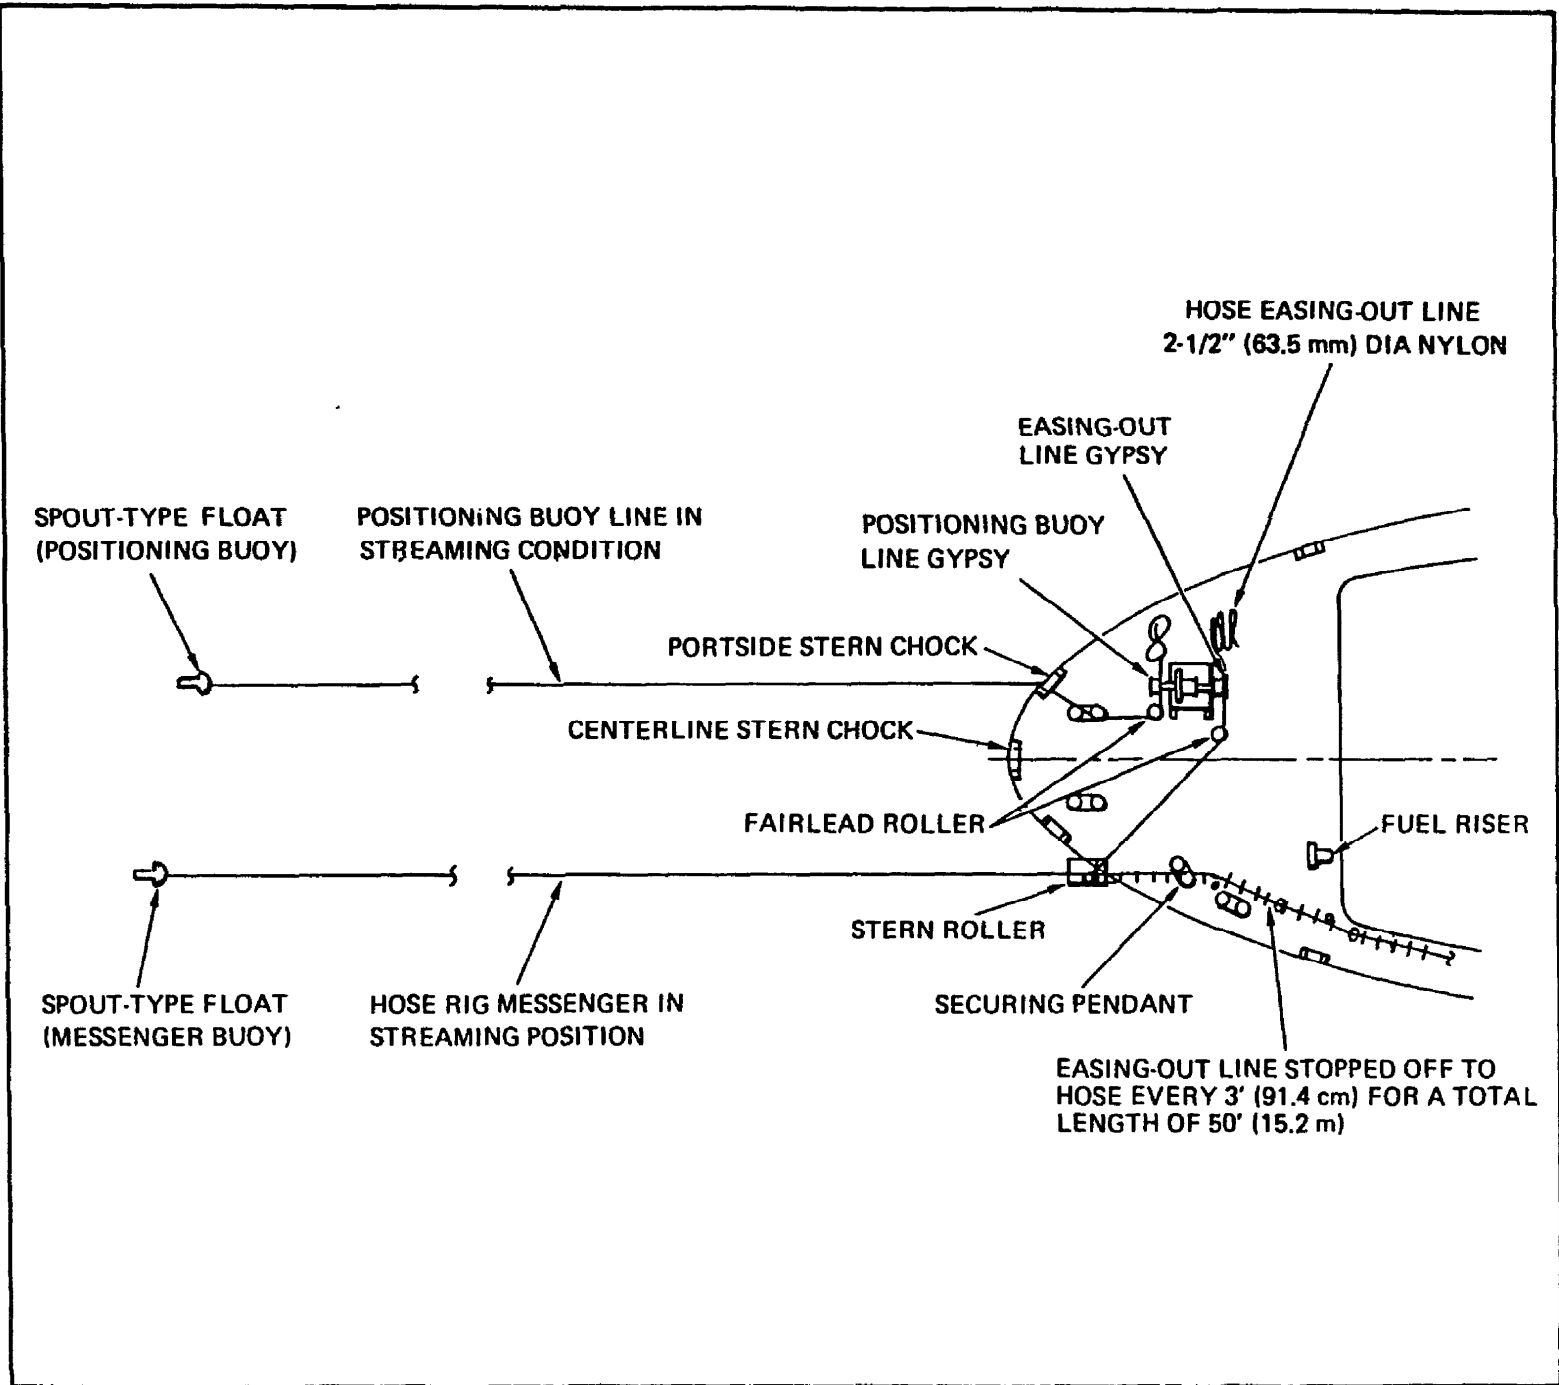 HOSE EASING-OUT LINE
2-1/2" (63.5 mm) DIA NYLON
EASING-OUT
LINE GYPSY
SPOUT-TYPE FLOAT
(POSITIONING BUOY)
POSITIONING BUOY LINE IN
STREAMING CONDITION
POSITIONING BUOY
LINE GYPSY
PORTSIDE STERN CHOCK
CENTERLINE STERN CHOCK
FAIRLEAD ROLLER
FUEL RISER
STERN ROLLER
SPOUT-TYPE FLOAT
(MESSENGER BUOY)
HOSE RIG MESSENGER IN
STREAMING POSITION
SECURING PENDANT
EASING-OUT LINE STOPPED OFF TO
HOSE EVERY 3' (91.4 cm) FOR A TOTAL
LENGTH OF 50' (15.2 m)